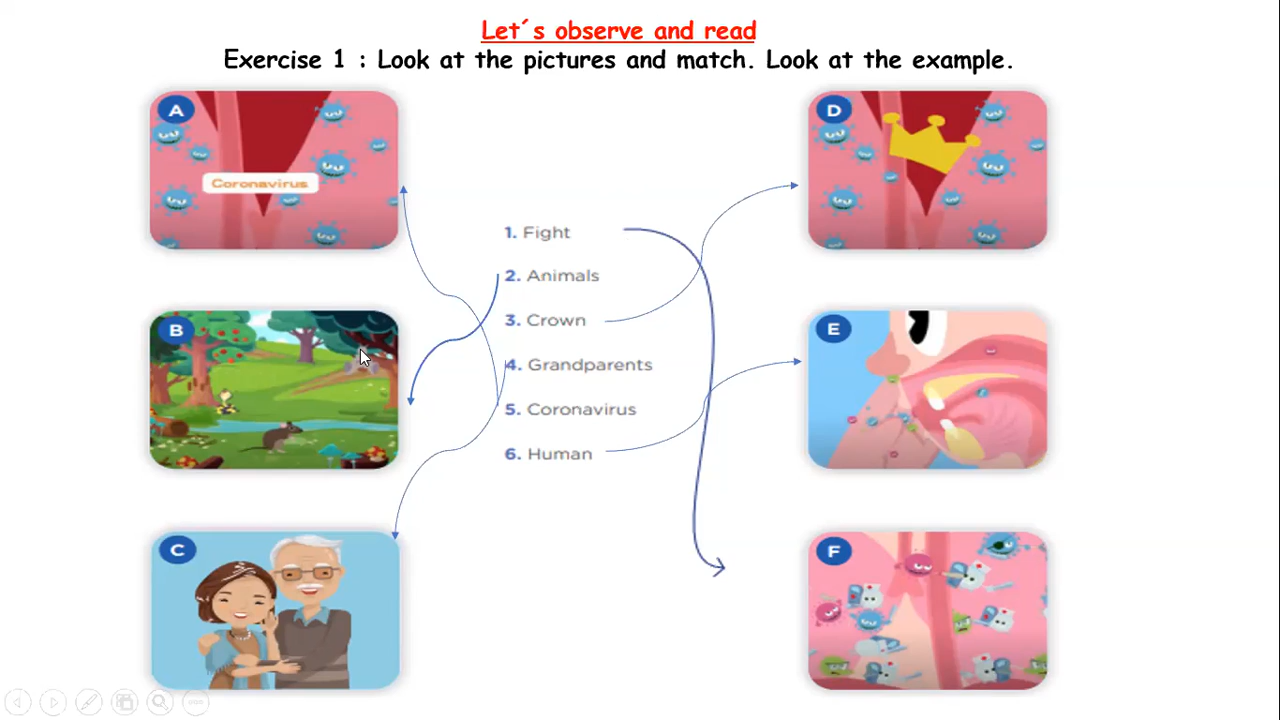 Let´s observe and read
Exercise 1 : Look at the pictures and match. Look at the example.
A
Coronavirus
B
C
1. Fight
2. Animals
3. Crown
4. Grandparents
5. Coronavirus
6. Human
D
E
F